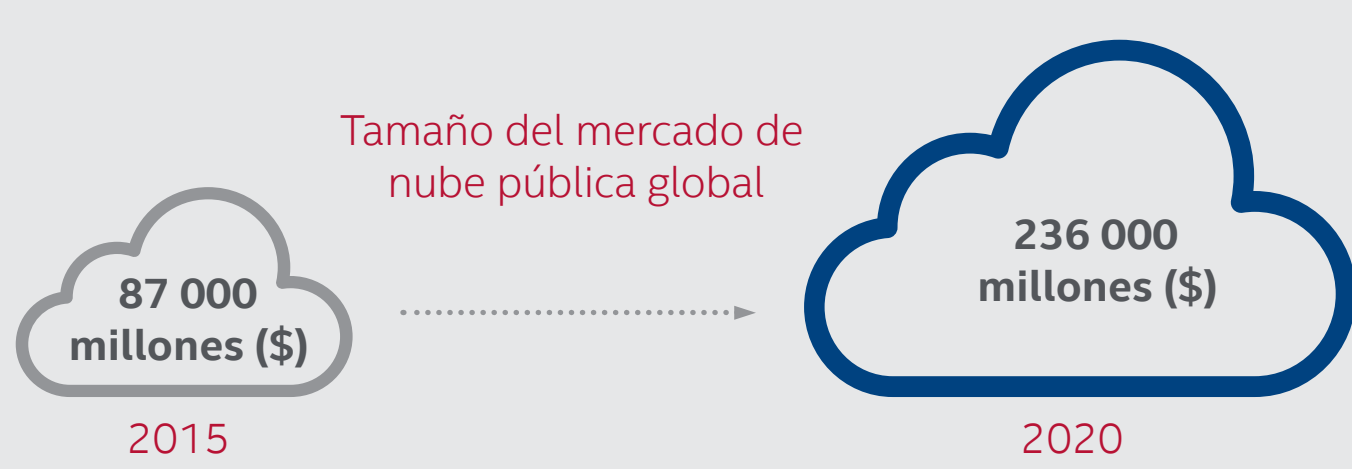 Tamaño del mercado de
nube pública global
87 000
millones ($)
2015
236 000
millones ($)
2020